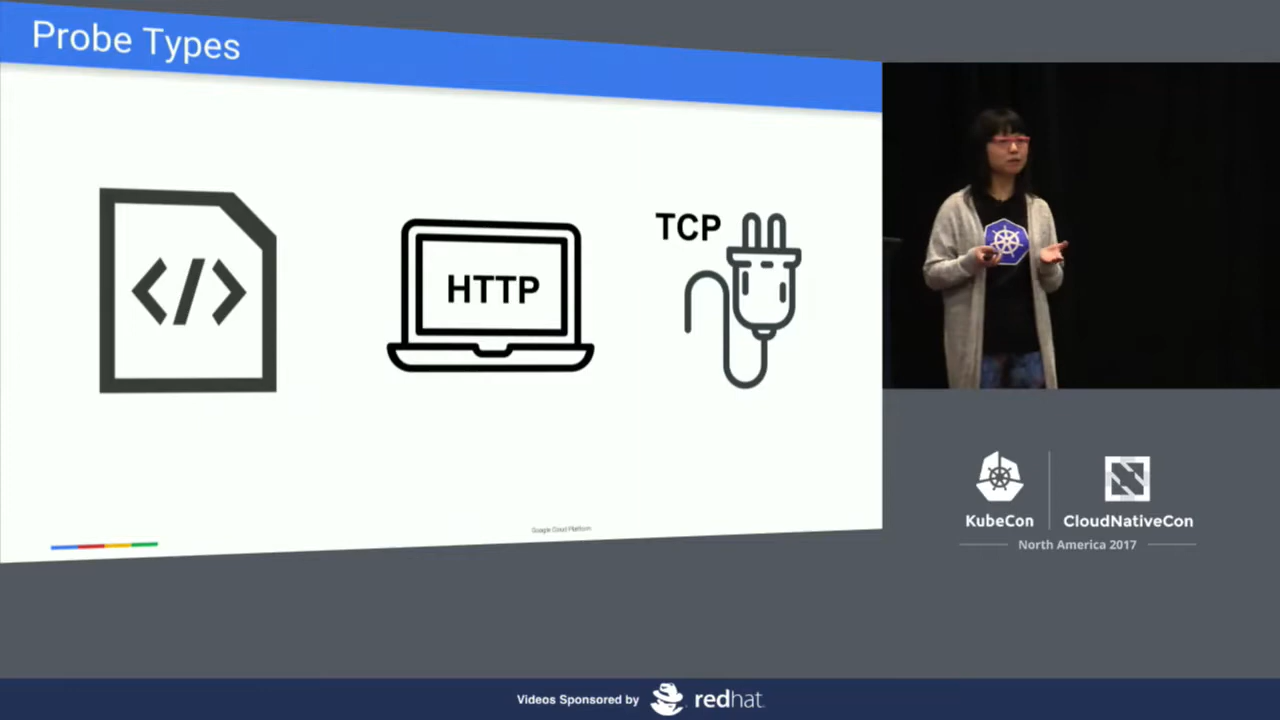 Probe Types
</>
HTTP
TCP
Google Cloud Platform
KubeCon
CloudNativeCon
North America 2017
Videos Sponsored by redhat